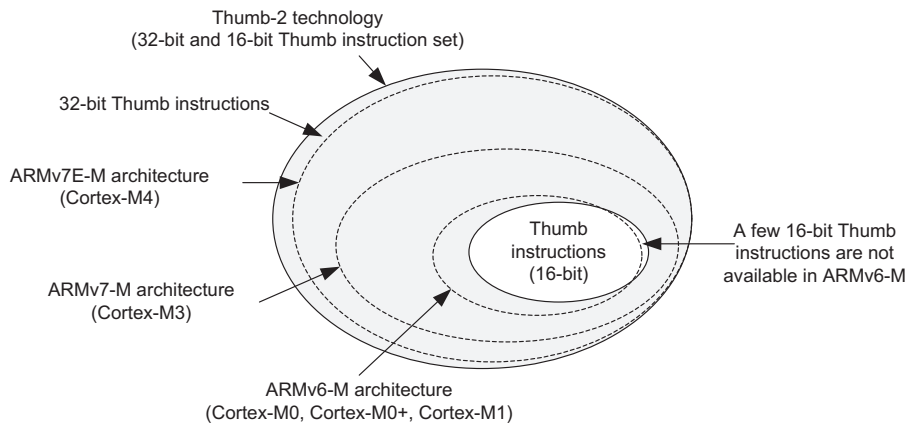 Thumb-2 technology
(32-bit and 16-bit Thumb instruction set)
32-bit Thumb instructions
ARMv7E-M architecture
(Cortex-M4)
Thumb
instructions
(16-bit)
A few 16-bit Thumb
instructions are not
available in ARMv6-M
ARMv7-M architecture
(Cortex-M3)
ARMv6-M architecture
(Cortex-M0, Cortex-M0+, Cortex-M1)